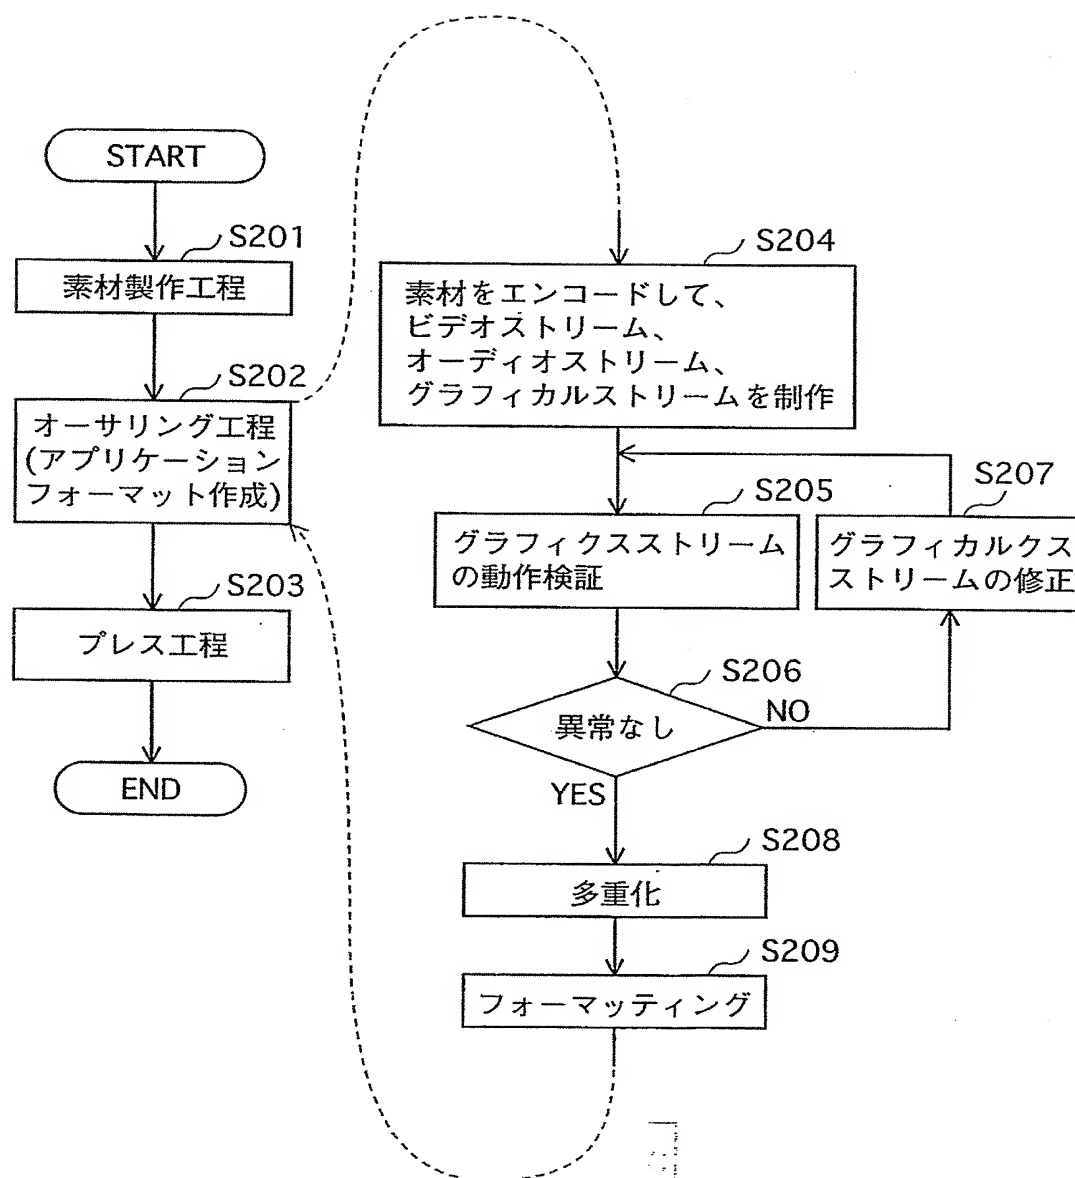 START
S201
素材製作工程
S202
オーサリング工程
(アプリケーション
フォーマット作成)
S203
プレス工程
END
S204
素材をエンコードして、
ビデオストリーム、
オーディオストリーム、
グラフィカルストリームを制作
S205
グラフィクスストリーム
の動作検証
S207
グラフィカルクス
ストリームの修正
S206
異常なし
NO
YES
S208
多重化
S209
フォーマッティング